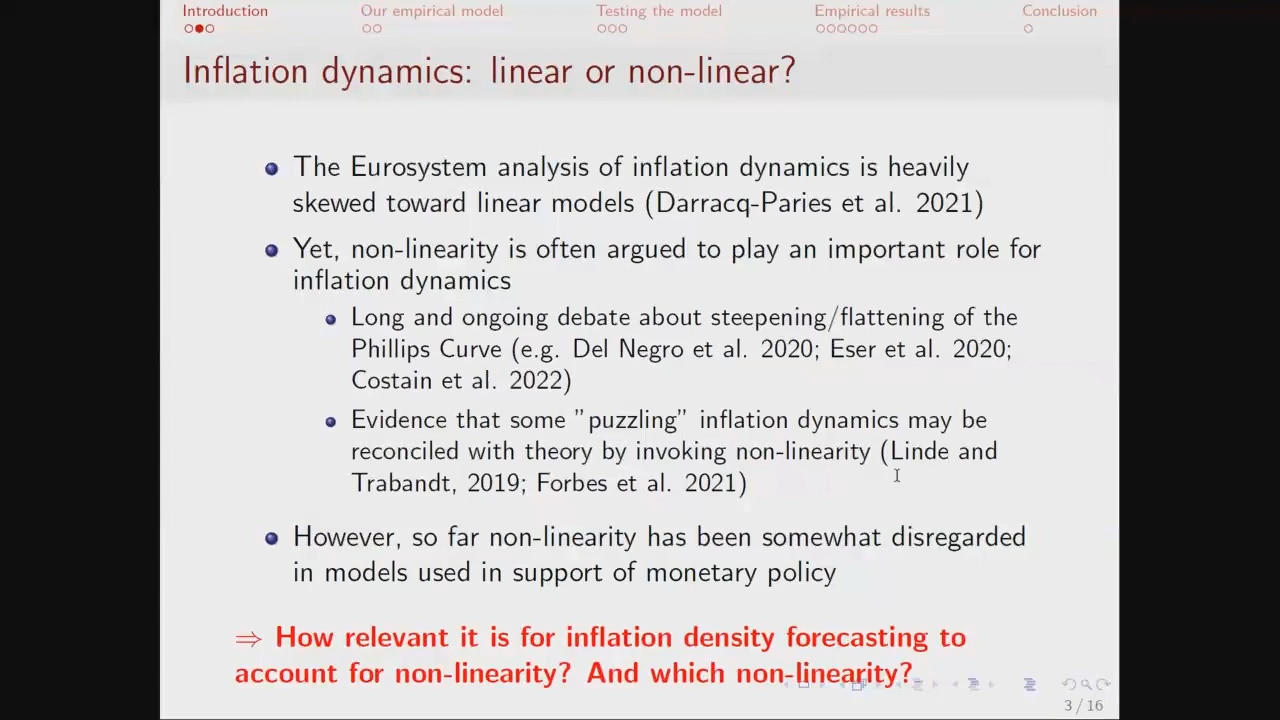 Introduction Our empirical model Testing the model Empirical results Conclusion
Inflation dynamics: linear or non-linear?
The Eurosystem analysis of inflation dynamics is heavily
skewed toward linear models (Darracq-Paries et al. 2021)
Yet, non-linearity is often argued to play an important role for
inflation dynamics
Long and ongoing debate about steepening/flattening of the
Phillips Curve (e.g. Del Negro et al. 2020; Eser et al. 2020;
Costain et al. 2022)
Evidence that some "puzzling" inflation dynamics may be
reconciled with theory by invoking non-linearity (Linde and
Trabandt, 2019; Forbes et al. 2021)
However, so far non-linearity has been somewhat disregarded
in models used in support of monetary policy
⇒ How relevant it is for inflation density forecasting to
account for non-linearity? And which non-linearity?
3 / 16